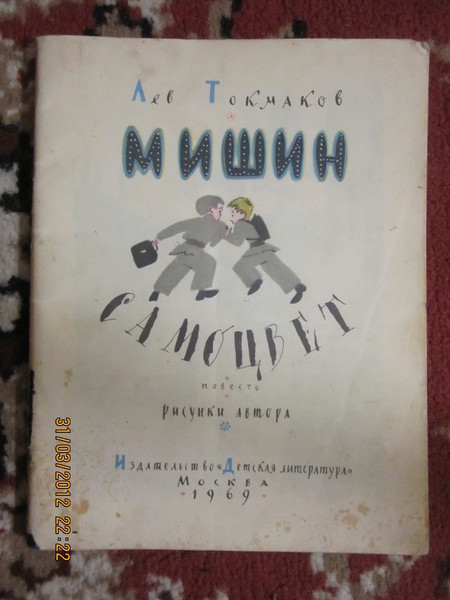 Лев Токмаков
МИШИН
САМОЦВЕТ
повесть
рисунки автора
Издательство «Детская литература»
Москва
·1969·
31/03/2012 22:22